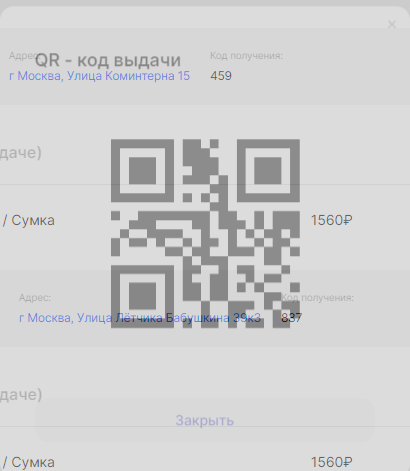 Адрес:
QR - код выдачи
Код получения:
г Москва, Улица Коминтерна 15
459
даче)
/ Сумка
1560₽
Адрес:
Код получения:
г Москва, Улица Лётчика Бабушкина 39к3
837
даче)
Закрыть
/ Сумка
1560₽